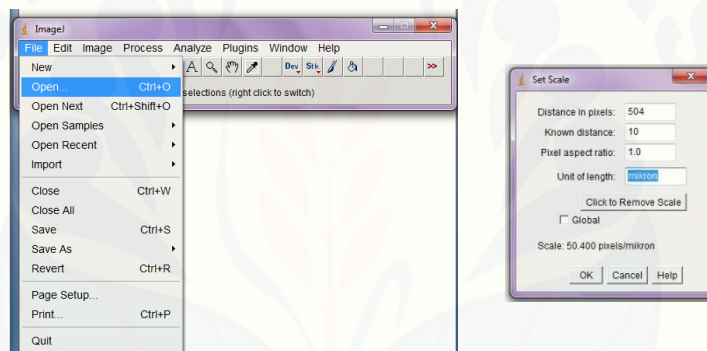 ImageJ
File Edit Image Process Analyze Plugins Window Help
A Dev Stk >>
selections (right click to switch)
New
Open... Ctrl+O
Open Next Ctrl+Shift+O
Open Samples
Open Recent
Import
Close Ctrl+W
Close All
Save Ctrl+S
Save As
Revert Ctrl+R
Page Setup...
Print... Ctrl+P
Quit
Set Scale
Distance in pixels: 504
Known distance: 10
Pixel aspect ratio: 1.0
Unit of length: mikron
Click to Remove Scale
Global
Scale: 50.400 pixels/mikron
OK Cancel Help